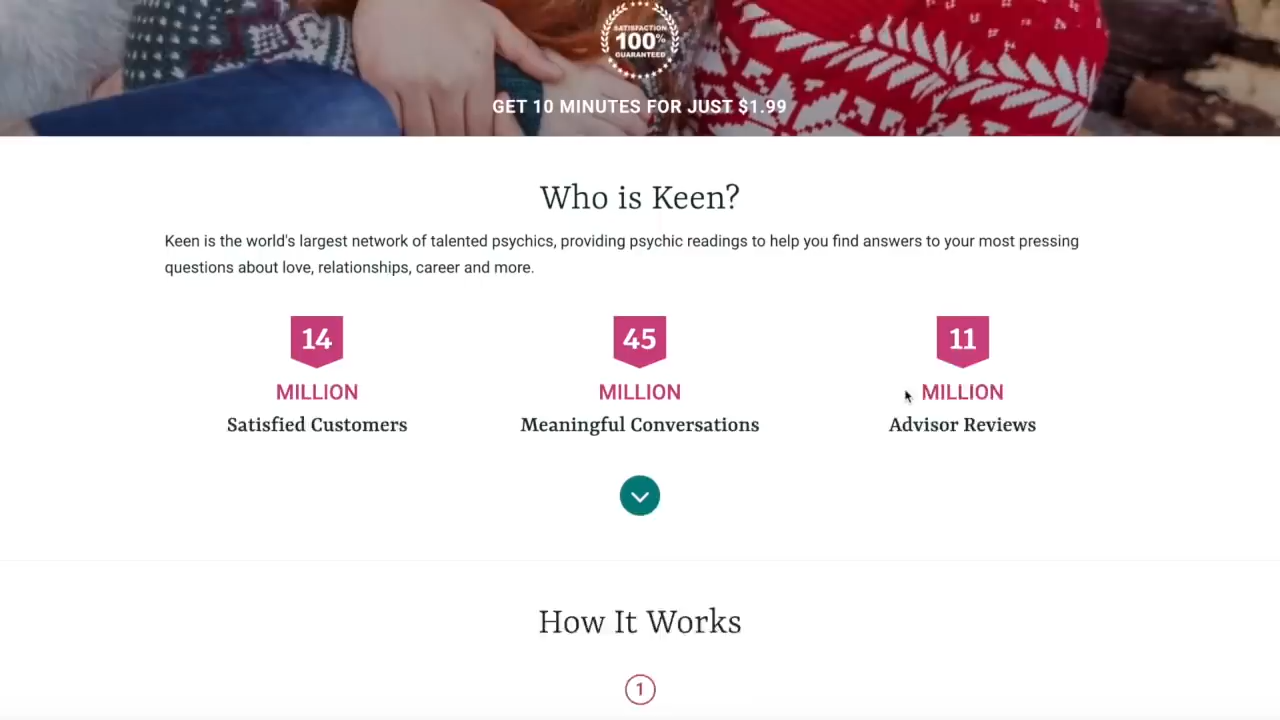 SATISFACTION
100%
GUARANTEED
GET 10 MINUTES FOR JUST $1.99
Who is Keen?
Keen is the world's largest network of talented psychics, providing psychic readings to help you find answers to your most pressing
questions about love, relationships, career and more.
14
MILLION
Satisfied Customers
45
MILLION
Meaningful Conversations
11
MILLION
Advisor Reviews
How It Works
1